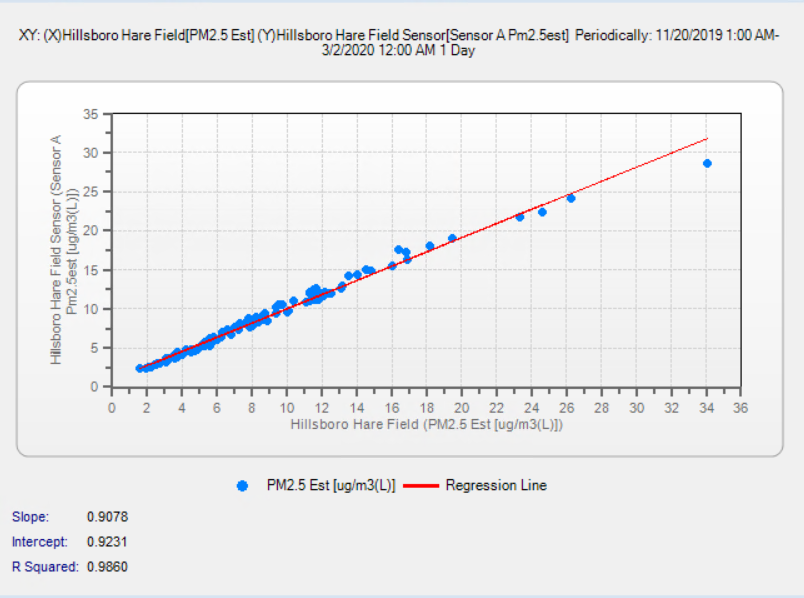 XY: (X)Hillsboro Hare Field[PM2.5 Est] (Y)Hillsboro Hare Field Sensor[Sensor A Pm2.5est] Periodically: 11/20/2019 1:00 AM-
3/2/2020 12:00 AM 1 Day
Hillsboro Hare Field Sensor (Sensor A
Pm2.5est [ug/m3(L)])
35
30
25
20
15
10
5
0
0 2 4 6 8 10 12 14 16 18 20 22 24 26 28 30 32 34 36
Hillsboro Hare Field (PM2.5 Est [ug/m3(L)])
PM2.5 Est [ug/m3(L)] Regression Line
Slope: 0.9078
Intercept: 0.9231
R Squared: 0.9860